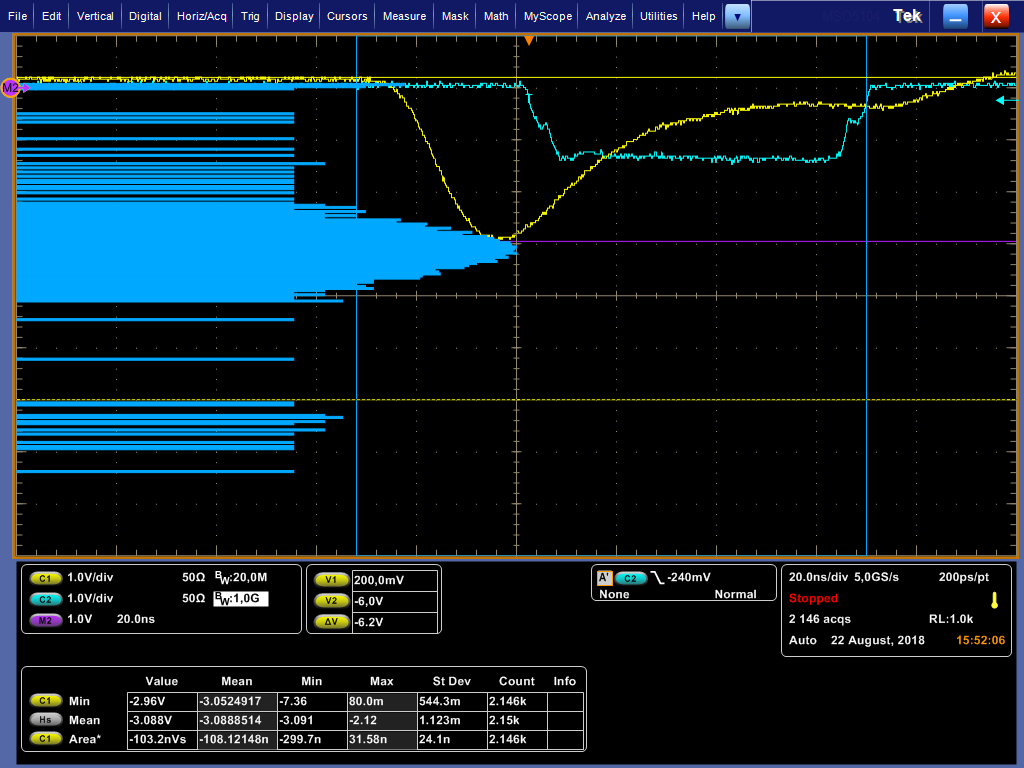 File Edit Vertical Digital Horiz/Acq Trig Display Cursors Measure Mask Math MyScope Analyze Utilities Help Tek X
M2
C1 1.0V/div 50Ω BW:20,0M
C2 1.0V/div 50Ω BW:1,0G
M2 1.0V 20.0ns
V1 200,0mV
V2 -6,0V
ΔV -6.2V
A' C2 -240mV
None Normal
20.0ns/div 5,0GS/s 200ps/pt
Stopped
2 146 acqs RL:1.0k
Auto 22 August, 2018 15:52:06
Value Mean Min Max St Dev Count Info
C1 Min -2.96V -3.0524917 -7.36 80.0m 544.3m 2.146k
Hs Mean -3.088V -3.0888514 -3.091 -2.12 1.123m 2.15k
C1 Area* -103.2nVs -108.12148n -299.7n 31.58n 24.1n 2.146k